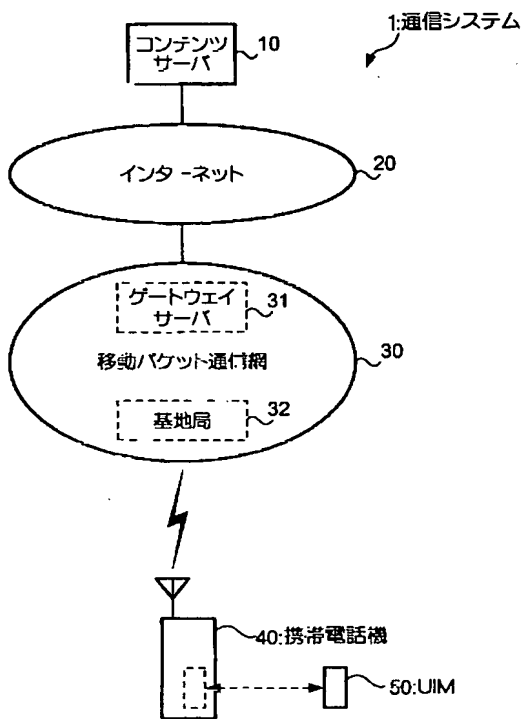 1:通信システム
コンテンツ
サーバ
10
インターネット
20
ゲートウェイ
サーバ
31
移動パケット通信網
30
基地局
32
40:携帯電話機
50:UIM